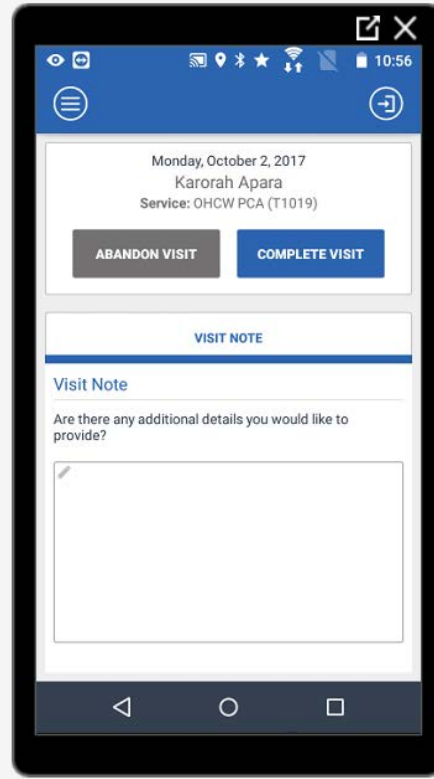 10:56
Monday, October 2, 2017
Karorah Apara
Service: OHCW PCA (T1019)
ABANDON VISIT
COMPLETE VISIT
VISIT NOTE
Visit Note
Are there any additional details you would like to
provide?